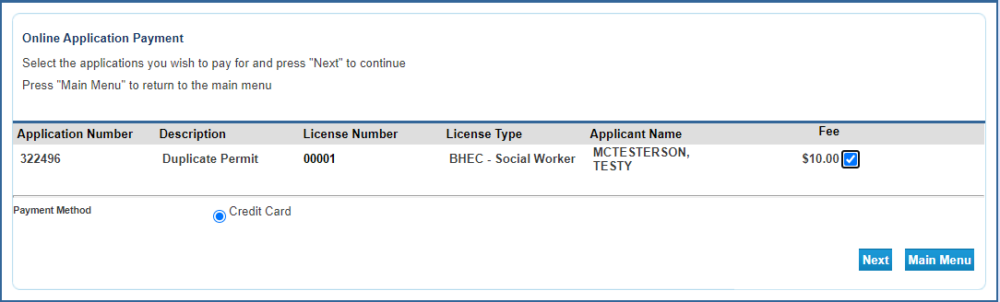 Online Application Payment
Select the applications you wish to pay for and press "Next" to continue
Press "Main Menu" to return to the main menu
Application Number Description License Number License Type Applicant Name Fee
322496 Duplicate Permit 00001 BHEC - Social Worker MCTESTERSON, $10.00
TESTY
Payment Method Credit Card
Next Main Menu